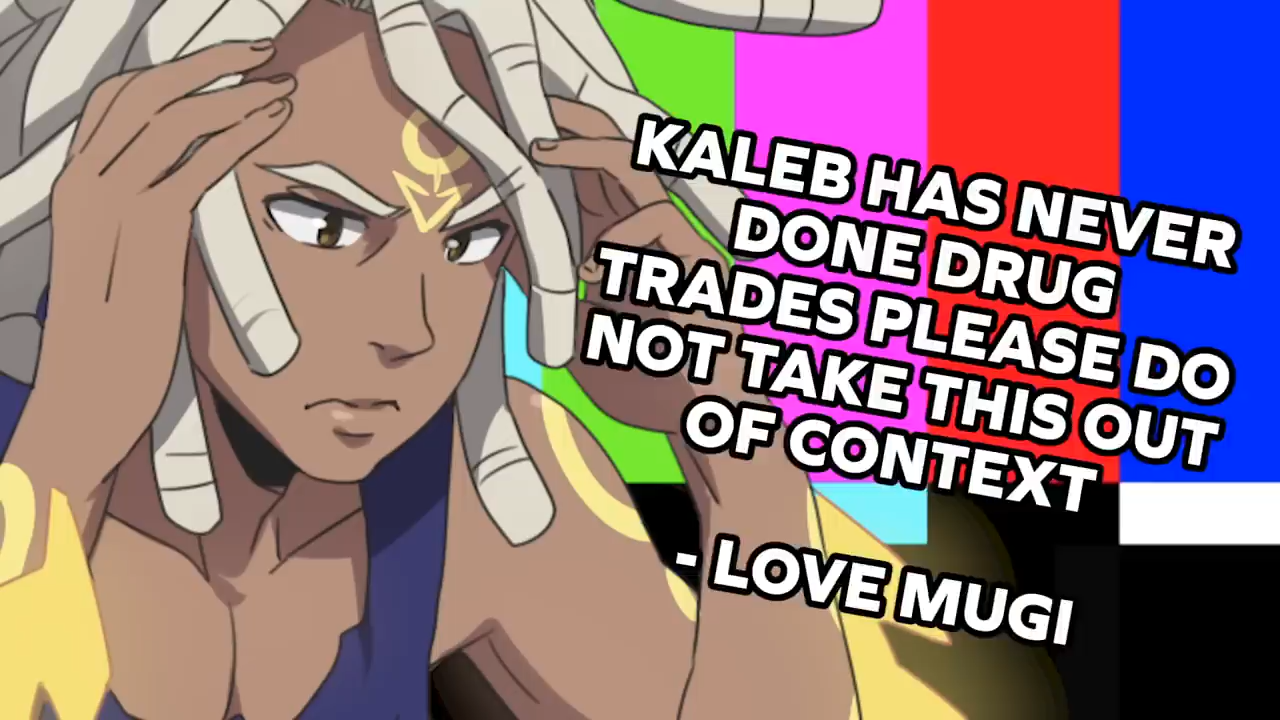 KALEB HAS NEVER
DONE DRUG
TRADES PLEASE DO
NOT TAKE THIS OUT
OF CONTEXT
- LOVE MUGI